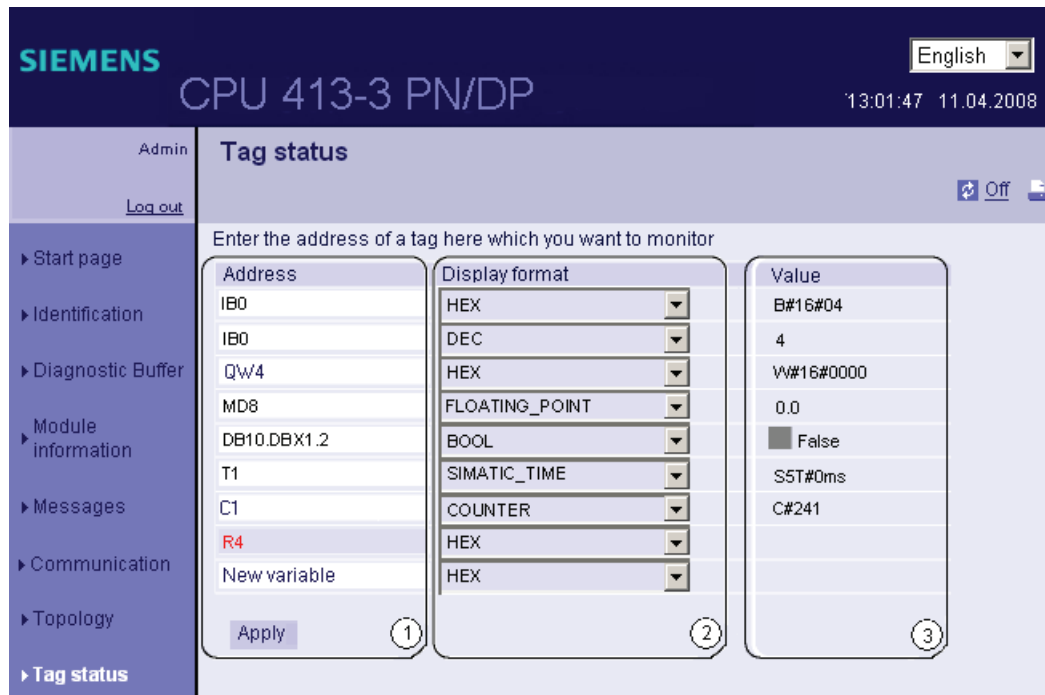 SIEMENS
English
CPU 413-3 PN/DP
13:01:47 11.04.2008
Admin
Log out
Tag status
Off
Start page
Identification
Diagnostic Buffer
Module
information
Messages
Communication
Topology
Tag status
Enter the address of a tag here which you want to monitor
Address Display format Value
IB0 HEX B#16#04
IB0 DEC 4
QW4 HEX W#16#0000
MD8 FLOATING_POINT 0.0
DB10.DBX1.2 BOOL False
T1 SIMATIC_TIME S5T#0ms
C1 COUNTER C#241
R4 HEX
New variable HEX
Apply 1 2 3